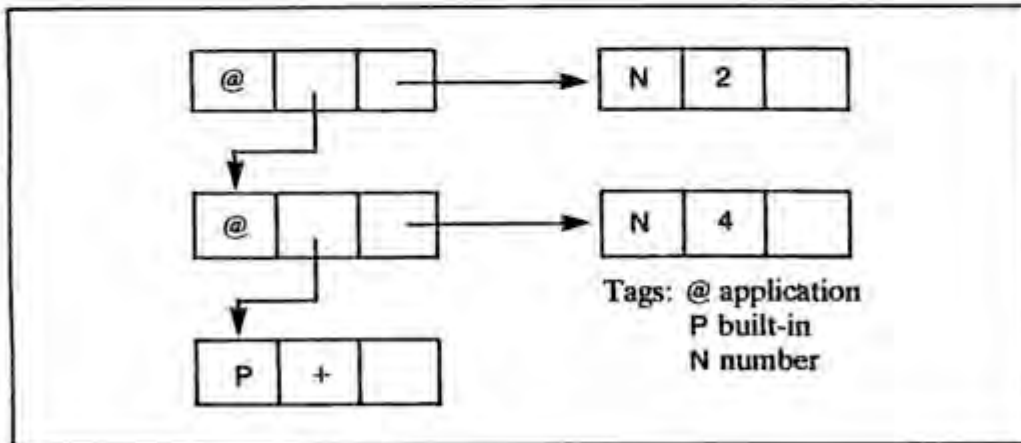 @
N 2
@
N 4
Tags: @ application
P built-in
N number
P +